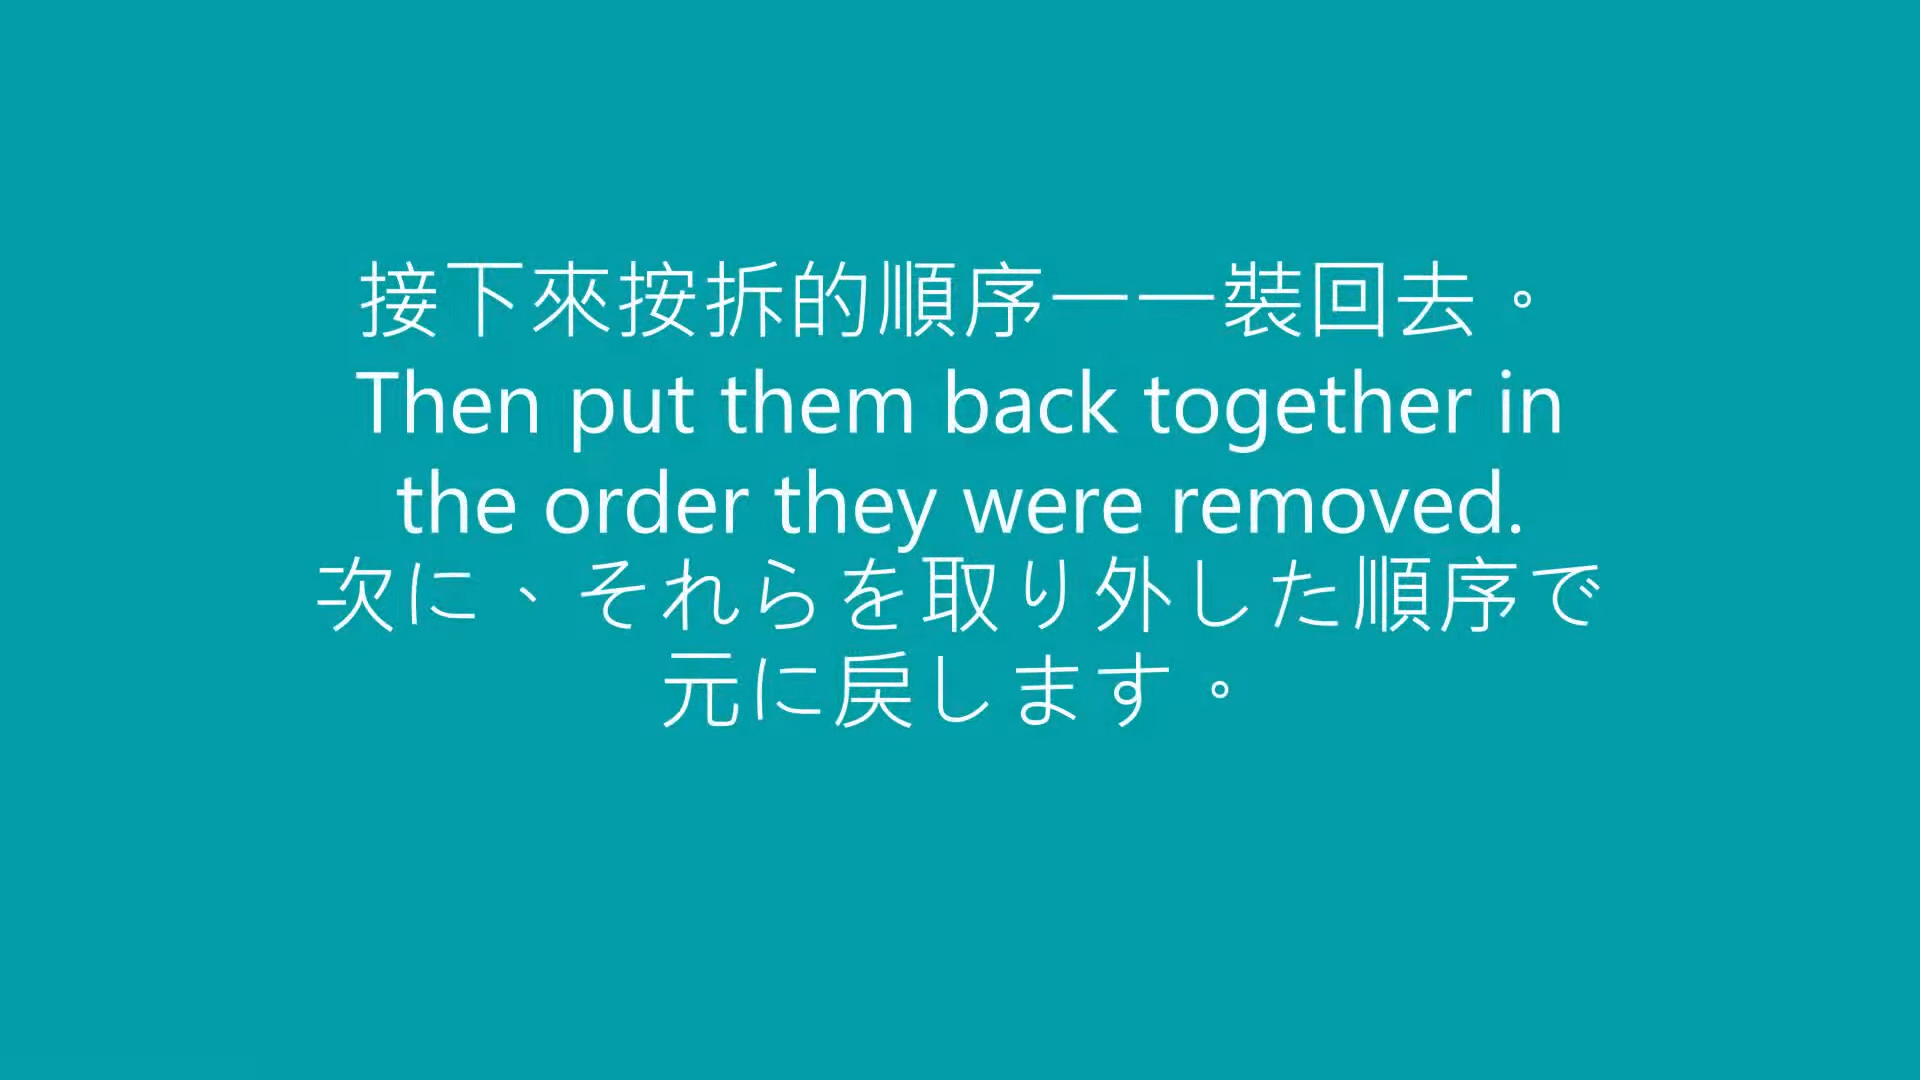 接下來按拆的順序一一裝回去。
Then put them back together in
the order they were removed.
次に、それらを取り外した順序で
元に戻します。